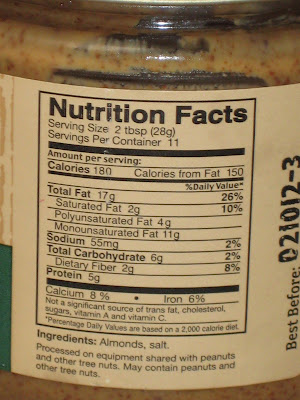 Nutrition Facts
Serving Size 2 tbsp (28g)
Servings Per Container 11
Amount per serving:
Calories 180 Calories from Fat 150
%Daily Value*
Total Fat 17g 26%
Saturated Fat 2g 10%
Polyunsaturated Fat 4g
Monounsaturated Fat 11g
Sodium 55mg 2%
Total Carbohydrate 6g 2%
Dietary Fiber 2g 8%
Protein 5g
Calcium 8 % • Iron 6%
Not a significant source of trans fat, cholesterol,
sugars, vitamin A and vitamin C.
*Percentage Daily Values are based on a 2,000 calorie diet.
Ingredients: Almonds, salt.
Processed on equipment shared with peanuts
and other tree nuts. May contain peanuts and
other tree nuts.
Best Before: 021012-3